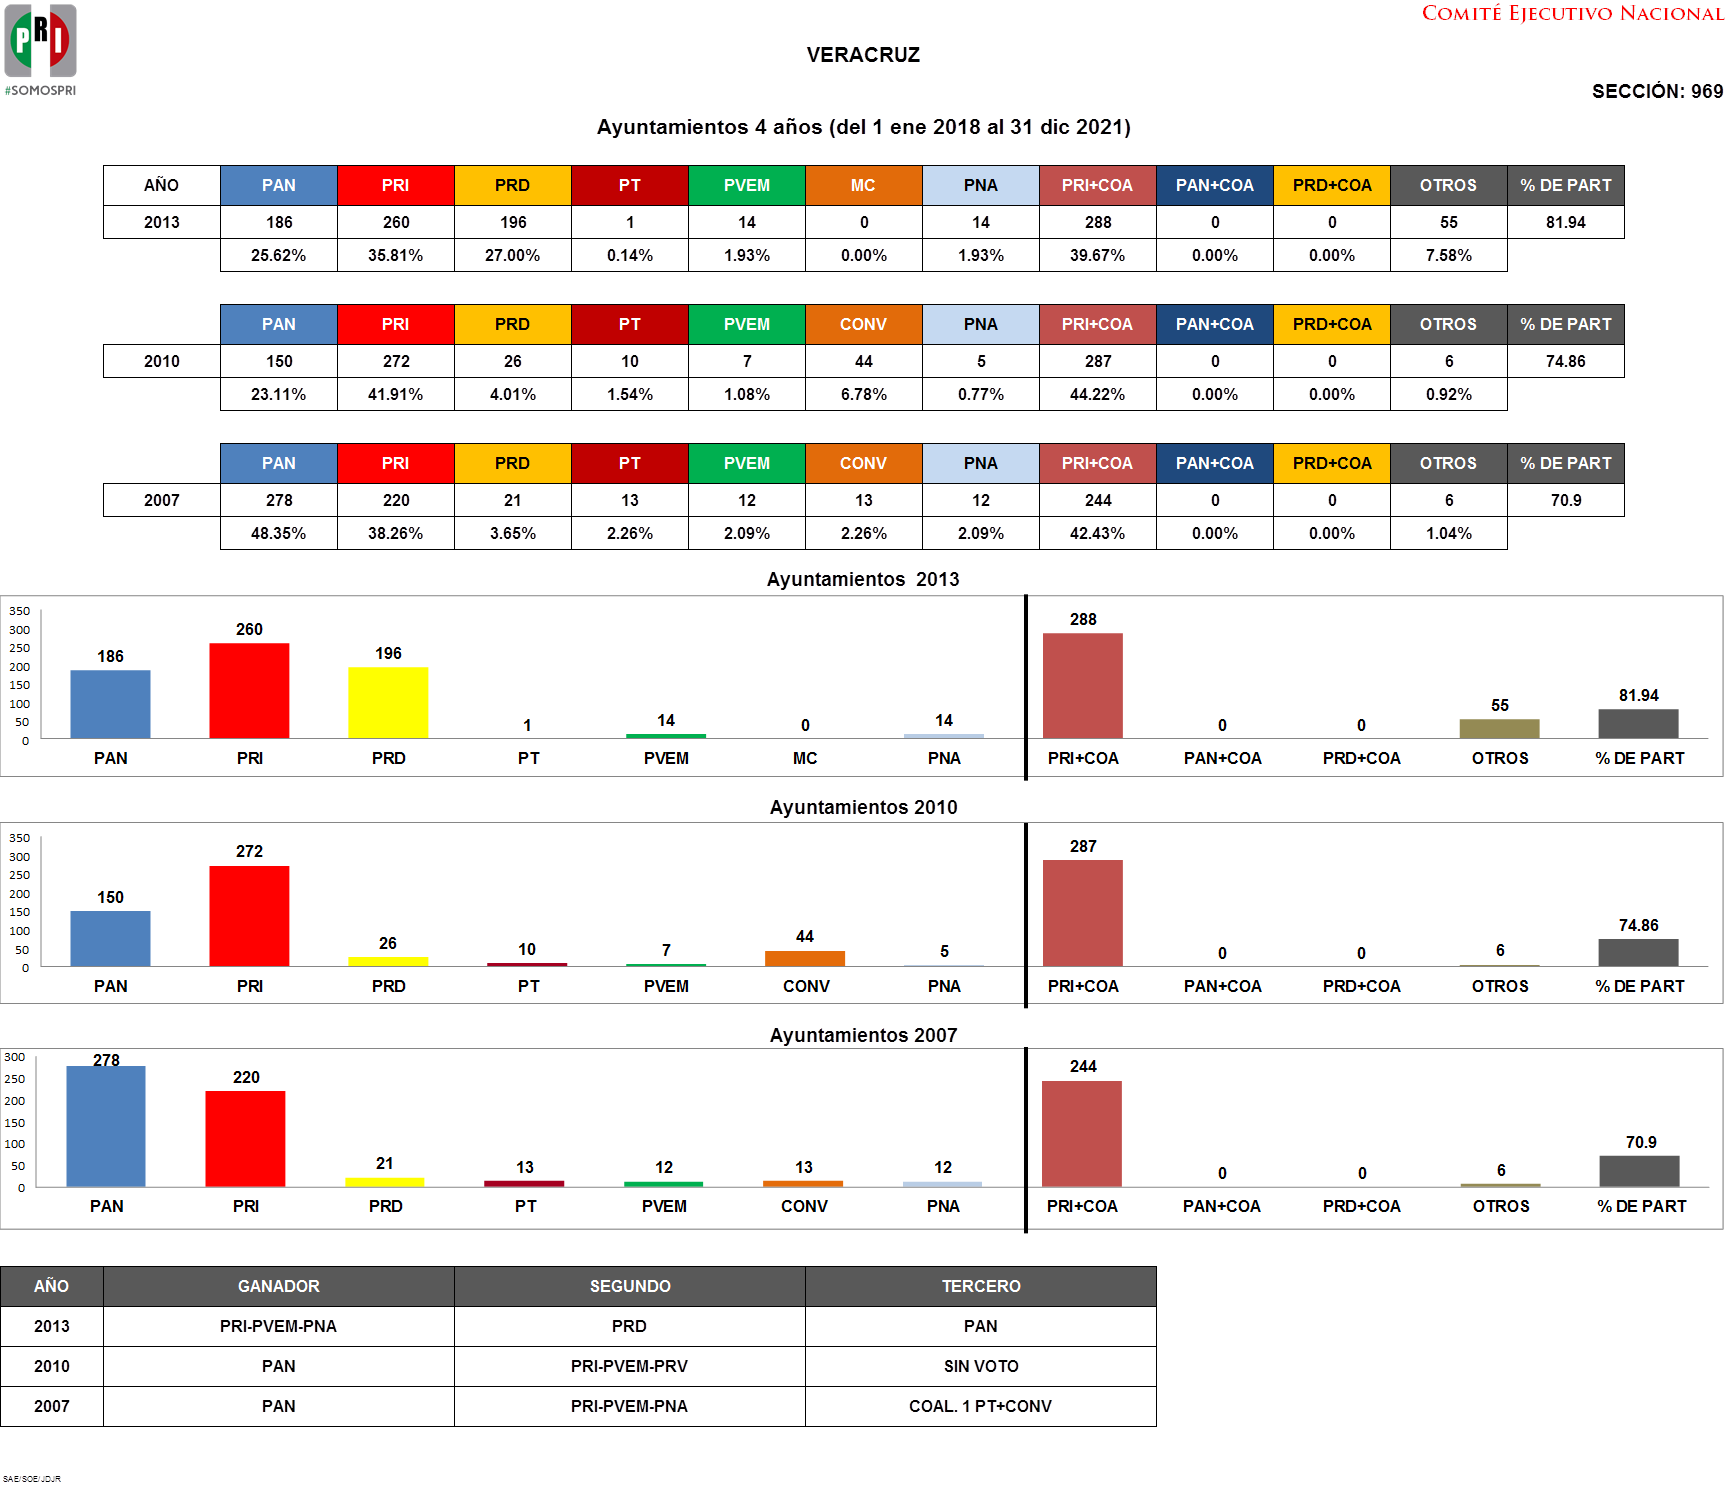 PRI
#SOMOSPRI
COMITÉ EJECUTIVO NACIONAL
VERACRUZ
SECCIÓN: 969
Ayuntamientos 4 años (del 1 ene 2018 al 31 dic 2021)
AÑO PAN PRI PRD PT PVEM MC PNA PRI+COA PAN+COA PRD+COA OTROS % DE PART
2013 186 260 196 1 14 0 14 288 0 0 55 81.94
25.62% 35.81% 27.00% 0.14% 1.93% 0.00% 1.93% 39.67% 0.00% 0.00% 7.58%
PAN PRI PRD PT PVEM CONV PNA PRI+COA PAN+COA PRD+COA OTROS % DE PART
2010 150 272 26 10 7 44 5 287 0 0 6 74.86
23.11% 41.91% 4.01% 1.54% 1.08% 6.78% 0.77% 44.22% 0.00% 0.00% 0.92%
PAN PRI PRD PT PVEM CONV PNA PRI+COA PAN+COA PRD+COA OTROS % DE PART
2007 278 220 21 13 12 13 12 244 0 0 6 70.9
48.35% 38.26% 3.65% 2.26% 2.09% 2.26% 2.09% 42.43% 0.00% 0.00% 1.04%
Ayuntamientos 2013
350
300
250
200
150
100
50
0
186 260 196 1 14 0 14 288 0 0 55 81.94
PAN PRI PRD PT PVEM MC PNA PRI+COA PAN+COA PRD+COA OTROS % DE PART
Ayuntamientos 2010
350
300
250
200
150
100
50
0
150 272 26 10 7 44 5 287 0 0 6 74.86
PAN PRI PRD PT PVEM CONV PNA PRI+COA PAN+COA PRD+COA OTROS % DE PART
Ayuntamientos 2007
300
250
200
150
100
50
0
278 220 21 13 12 13 12 244 0 0 6 70.9
PAN PRI PRD PT PVEM CONV PNA PRI+COA PAN+COA PRD+COA OTROS % DE PART
AÑO GANADOR SEGUNDO TERCERO
2013 PRI-PVEM-PNA PRD PAN
2010 PAN PRI-PVEM-PRV SIN VOTO
2007 PAN PRI-PVEM-PNA COAL. 1 PT+CONV
SAE/SOE/JDJR